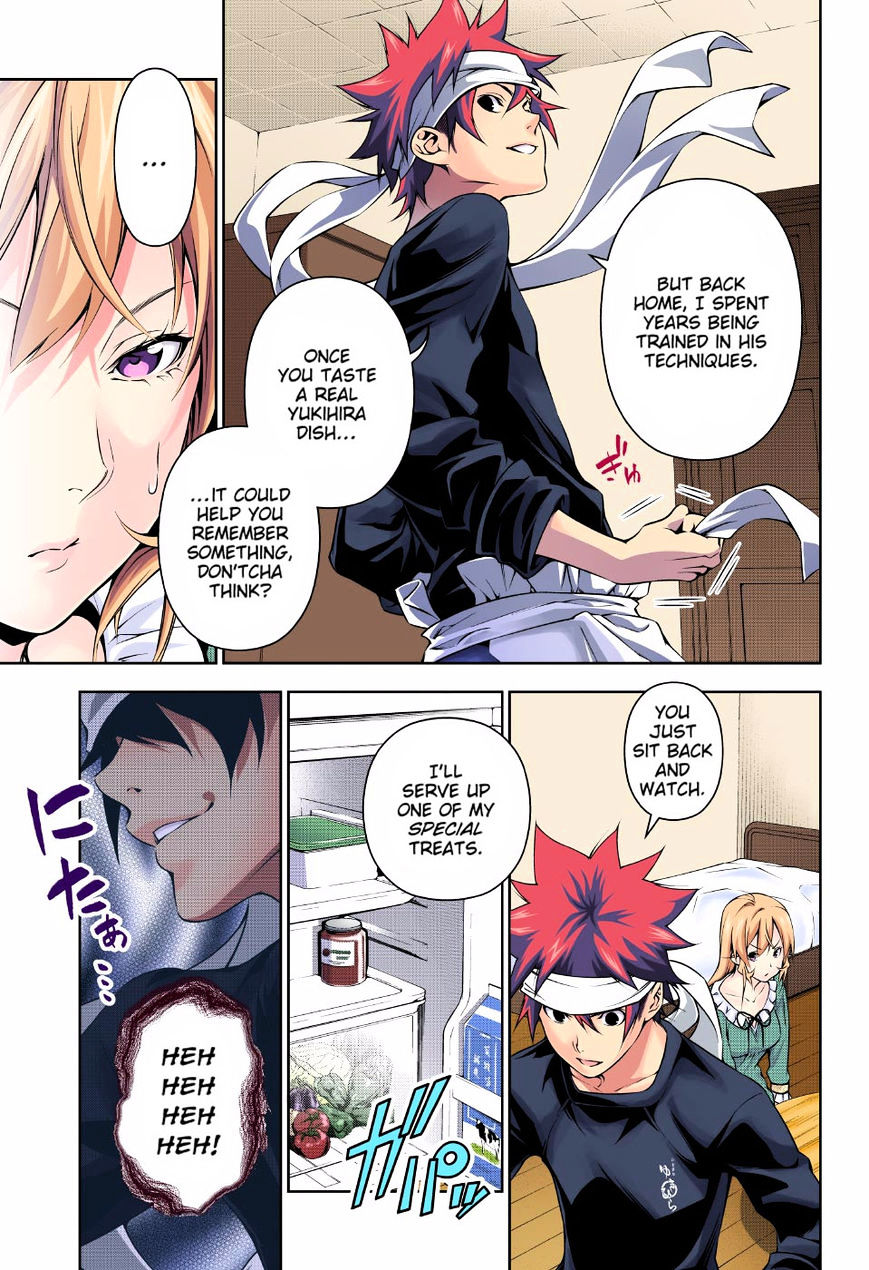 BUT BACK
HOME, I SPENT
YEARS BEING
TRAINED IN HIS
TECHNIQUES.
ぎゅ
ONCE
YOU TASTE
A REAL
YUKIHIRA
DISH...
...IT COULD
HELP YOU
REMEMBER
SOMETHING,
DON'TCHA
THINK?
...
YOU
JUST
SIT BACK
AND
WATCH.
I'LL
SERVE UP
ONE OF MY
SPECIAL
TREATS.
ガパッ
にたぁ…
HEH
HEH
HEH
HEH!